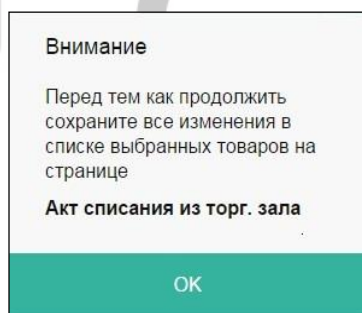 Внимание
Перед тем как продолжить
сохраните все изменения в
списке выбранных товаров на
странице
Акт списания из торг. зала
OK